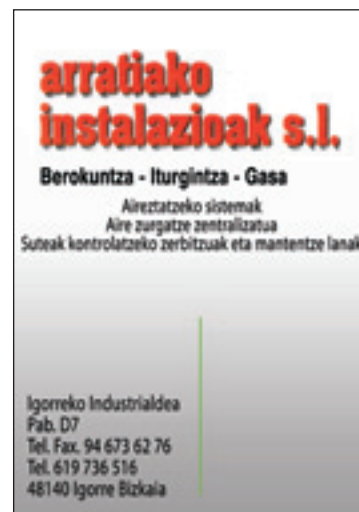 arratiako
instalazioak s.l.
Berokuntza - Iturgintza - Gasa
Aireztatzeko sistemak
Aire zurgatze zentralizatua
Suteak kontrolatzeko zerbitzuak eta mantentze lanak
Igorreko Industrialdea
Pab. D7
Tel. Fax. 94 673 62 76
Tel. 619 736 516
48140 Igorre Bizkaia